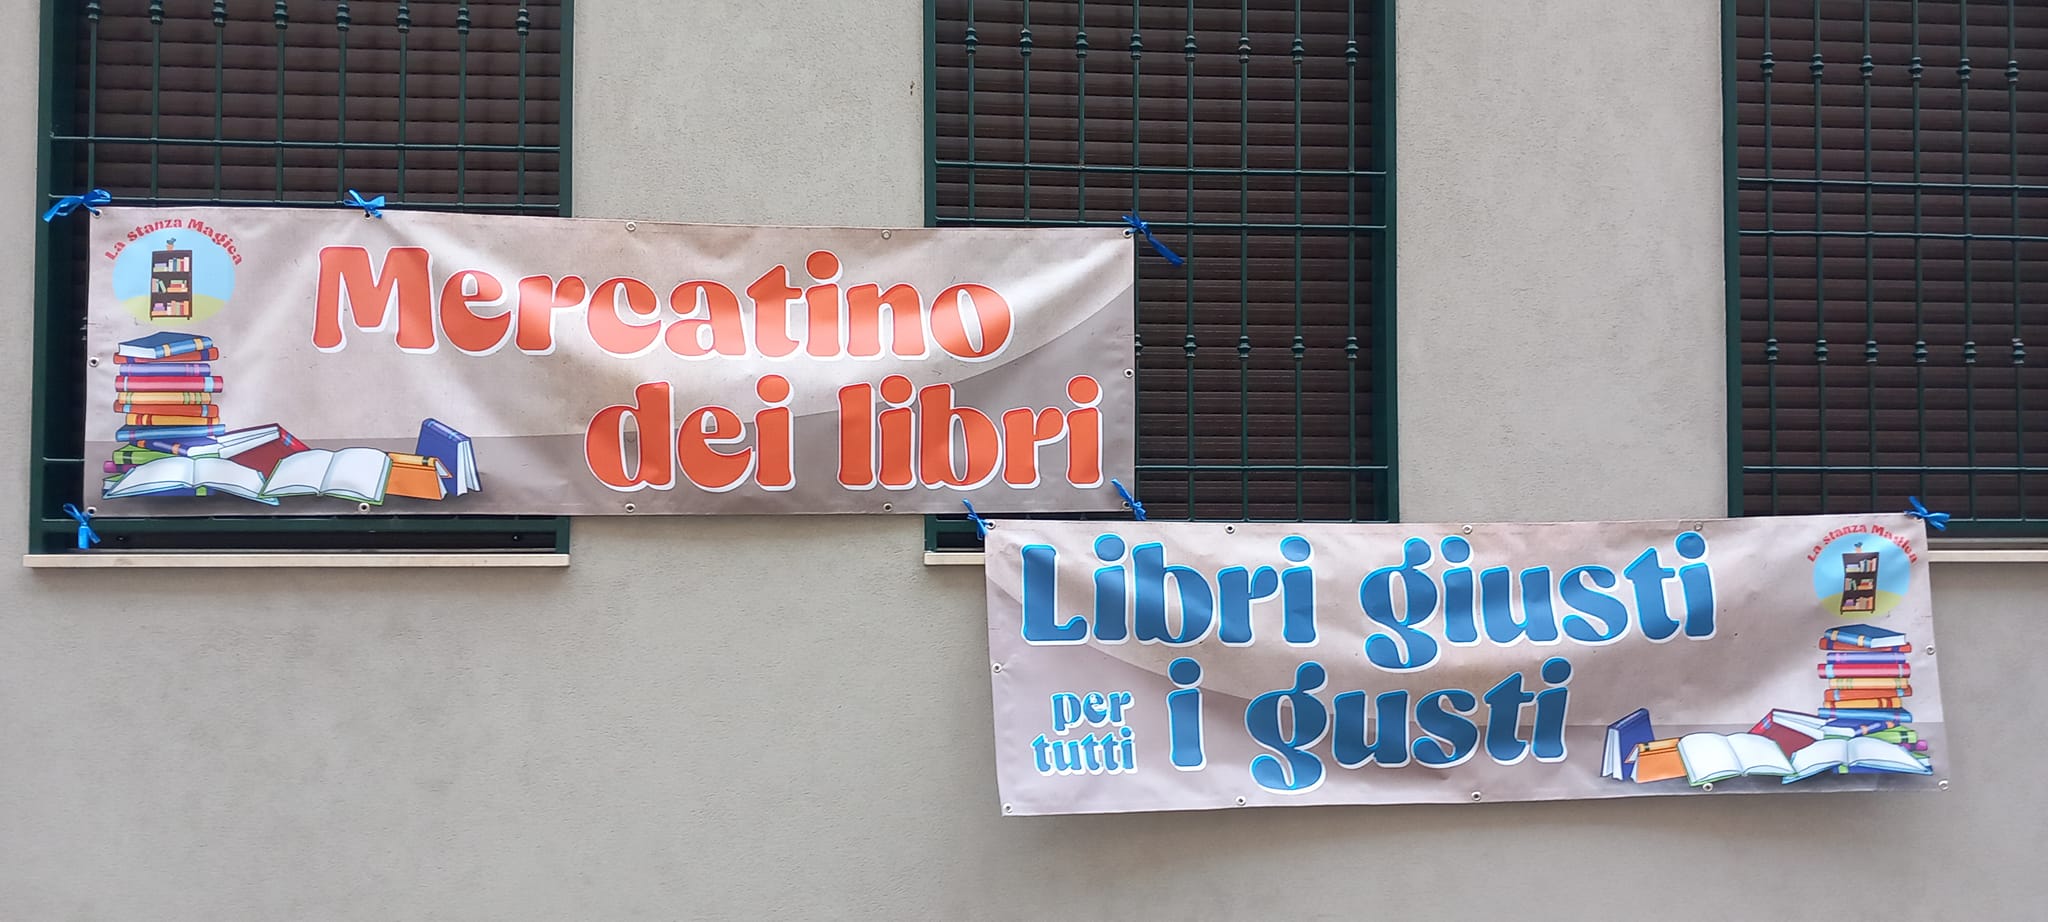 La stanza Magica
Mercatino
dei libri
La stanza Magica
Libri giusti
per
tutti
i gusti